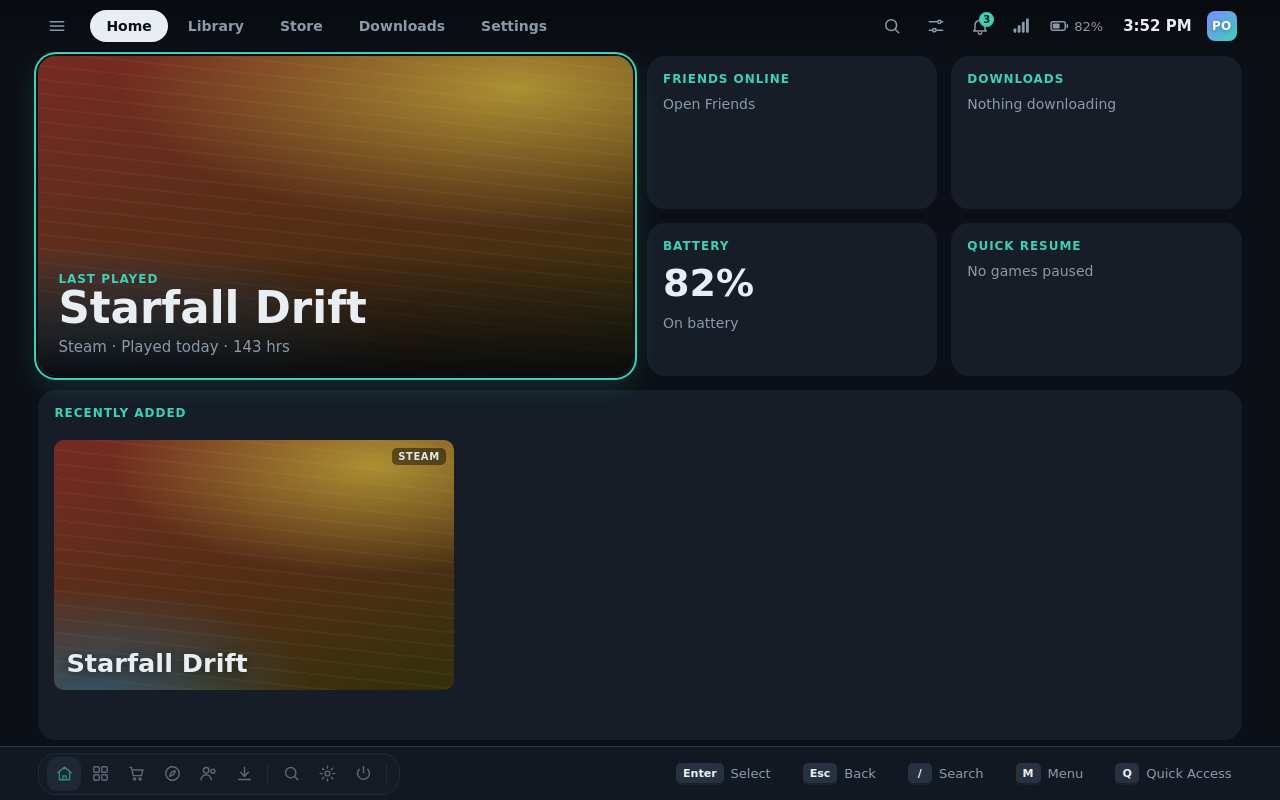 Home Library Store Downloads Settings 3 82% 3:52 PM PO
LAST PLAYED
Starfall Drift
Steam · Played today · 143 hrs
FRIENDS ONLINE
Open Friends
DOWNLOADS
Nothing downloading
BATTERY
82%
On battery
QUICK RESUME
No games paused
RECENTLY ADDED
STEAM
Starfall Drift
Enter Select Esc Back / Search M Menu Q Quick Access